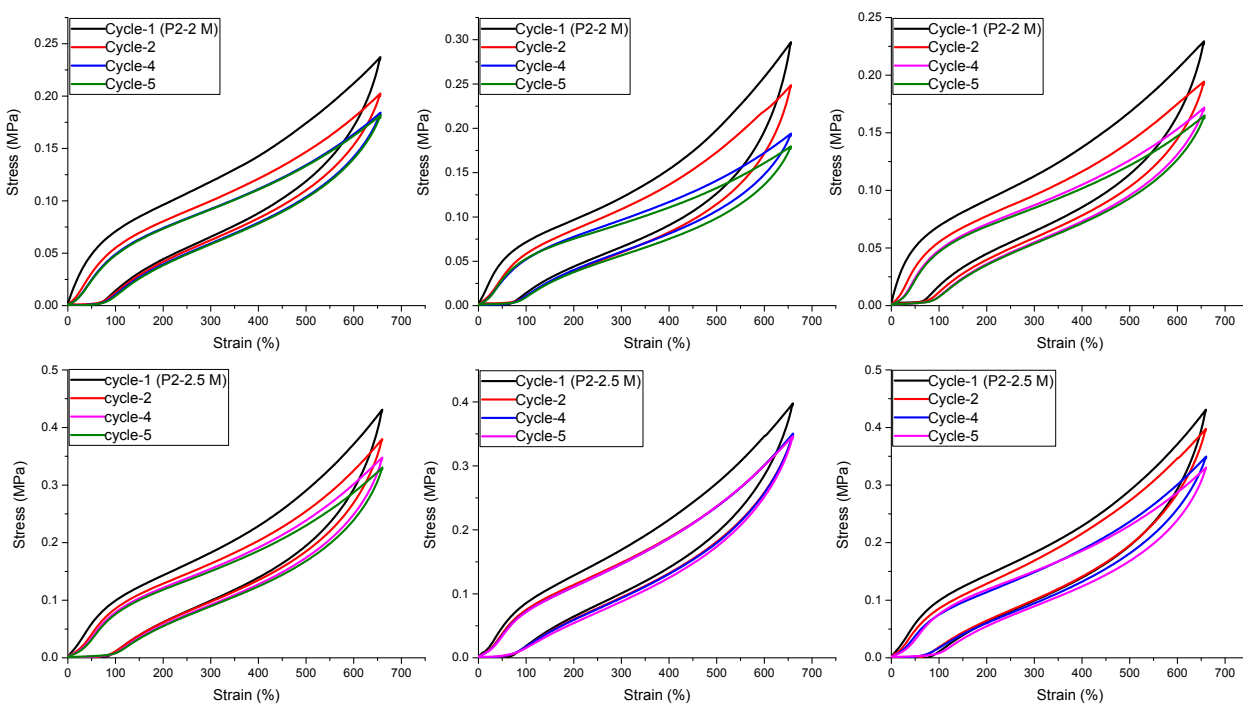 Cycle-1 (P2-2 M)
Cycle-2
Cycle-4
Cycle-5
0.25
0.20
0.15
0.10
0.05
0.00
Stress (MPa)
0 100 200 300 400 500 600 700
Strain (%)
Cycle-1 (P2-2 M)
Cycle-2
Cycle-4
Cycle-5
0.30
0.25
0.20
0.15
0.10
0.05
0.00
Stress (MPa)
0 100 200 300 400 500 600 700
Strain (%)
Cycle-1 (P2-2 M)
Cycle-2
Cycle-4
Cycle-5
0.25
0.20
0.15
0.10
0.05
0.00
Stress (MPa)
0 100 200 300 400 500 600 700
Strain (%)
cycle-1 (P2-2.5 M)
cycle-2
cycle-4
cycle-5
0.5
0.4
0.3
0.2
0.1
0.0
Stress (MPa)
0 100 200 300 400 500 600 700
Strain (%)
Cycle-1 (P2-2.5 M)
Cycle-2
Cycle-4
Cycle-5
0.4
0.3
0.2
0.1
0.0
Stress (MPa)
0 100 200 300 400 500 600 700
Strain (%)
Cycle-1 (P2-2.5 M)
Cycle-2
Cycle-4
Cycle-5
0.5
0.4
0.3
0.2
0.1
0.0
Stress (MPa)
0 100 200 300 400 500 600 700
Strain (%)